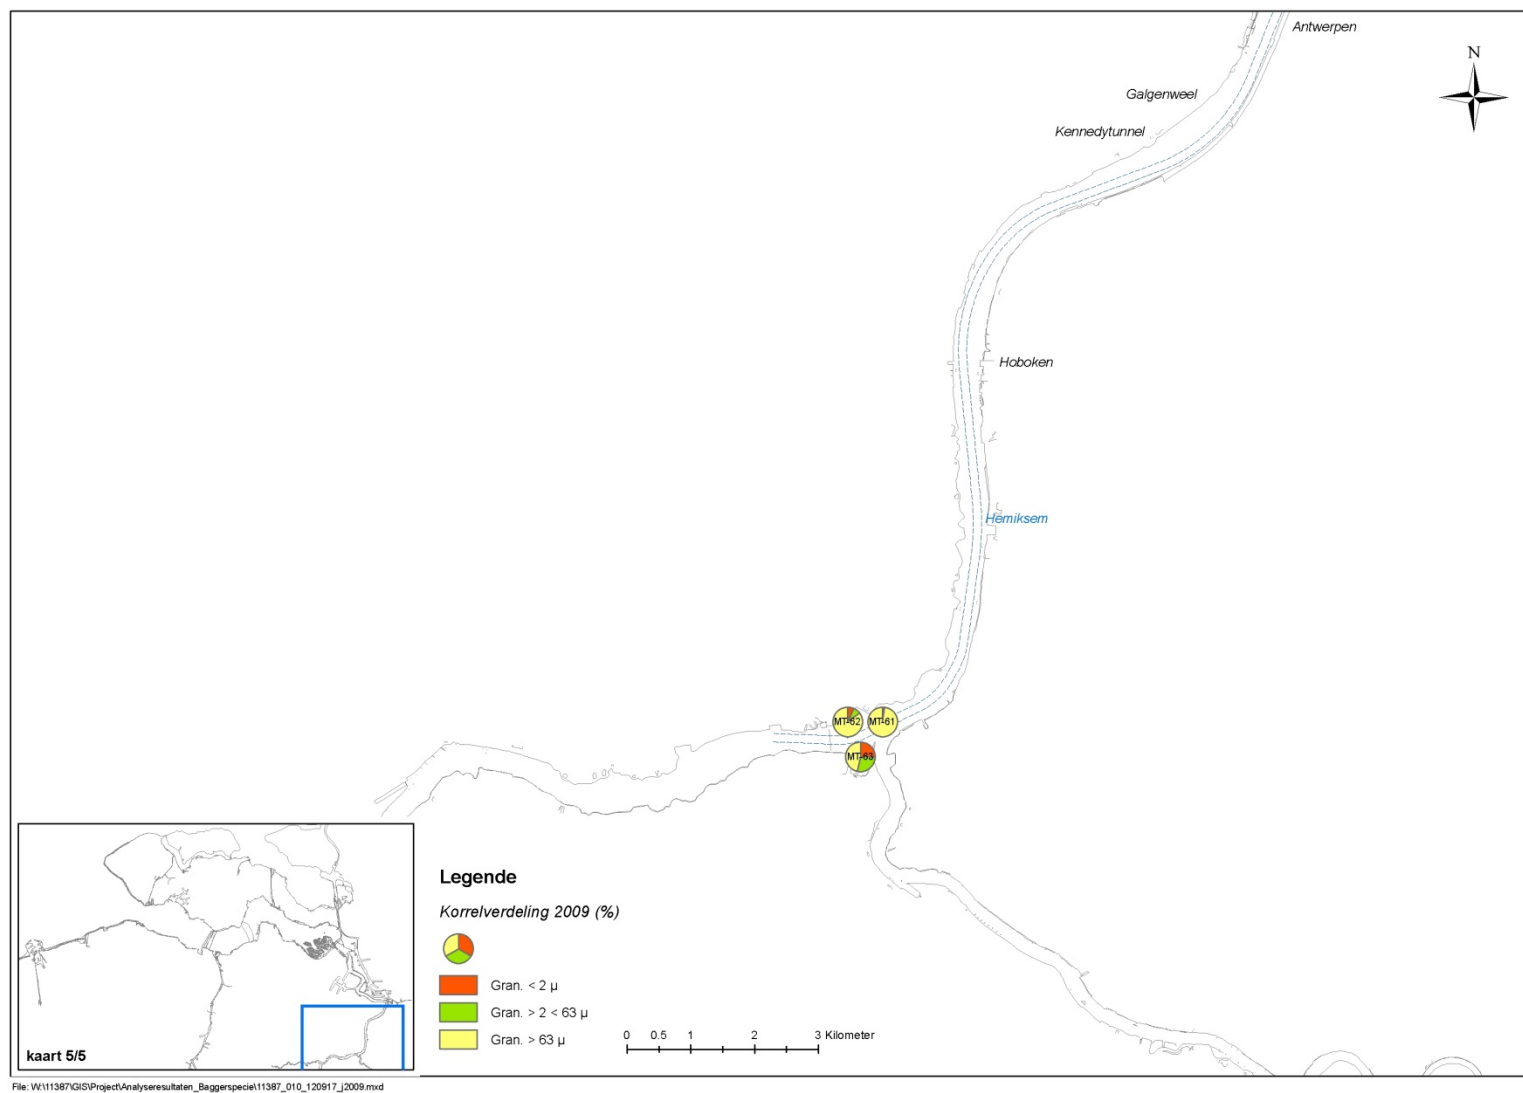 Antwerpen
N
Galgenweel
Kennedytunnel
Hoboken
Hemiksem
MT-62
MT-61
MT-63
Legende
Korrelverdeling 2009 (%)
Gran. < 2 µ
Gran. > 2 < 63 µ
Gran. > 63 µ
0 0.5 1 2 3 Kilometer
kaart 5/5
File: W:\11387\GIS\Project\Analyseresultaten_Baggerspecie\11387_010_120917_j2009.mxd